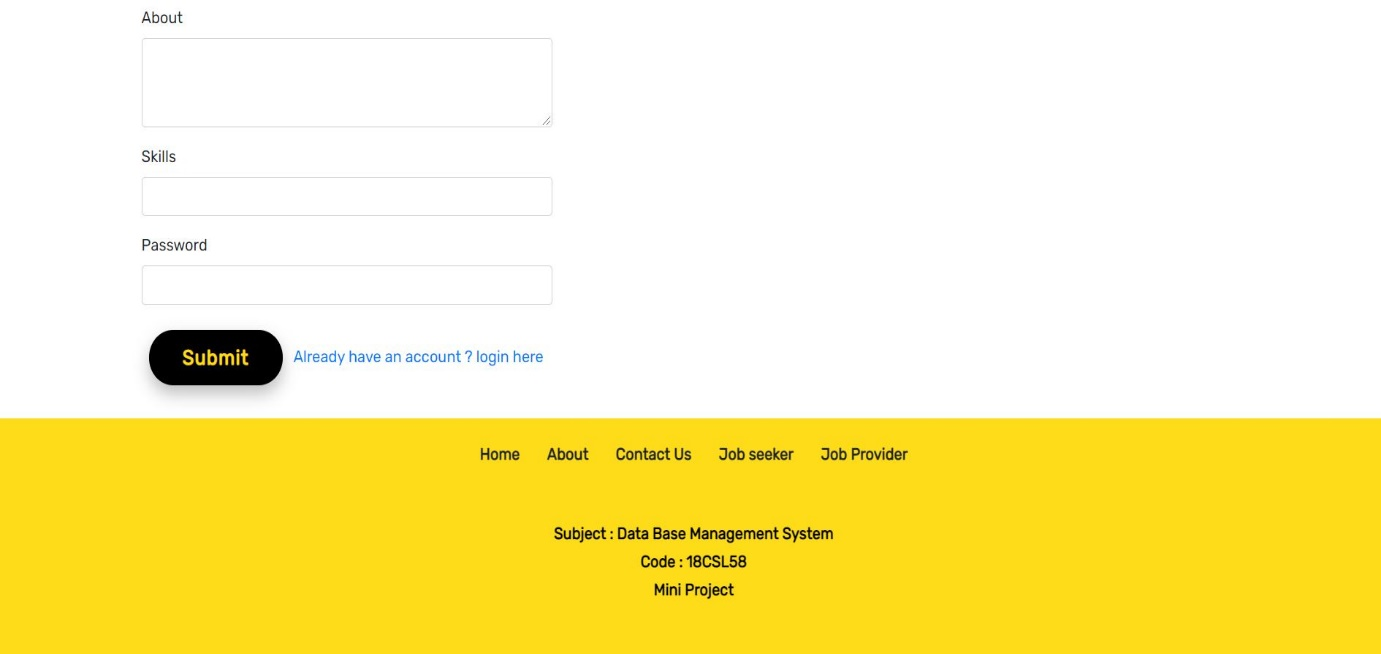 About
Skills
Password
Submit Already have an account ? login here
Home About Contact Us Job seeker Job Provider
Subject : Data Base Management System
Code : 18CSL58
Mini Project